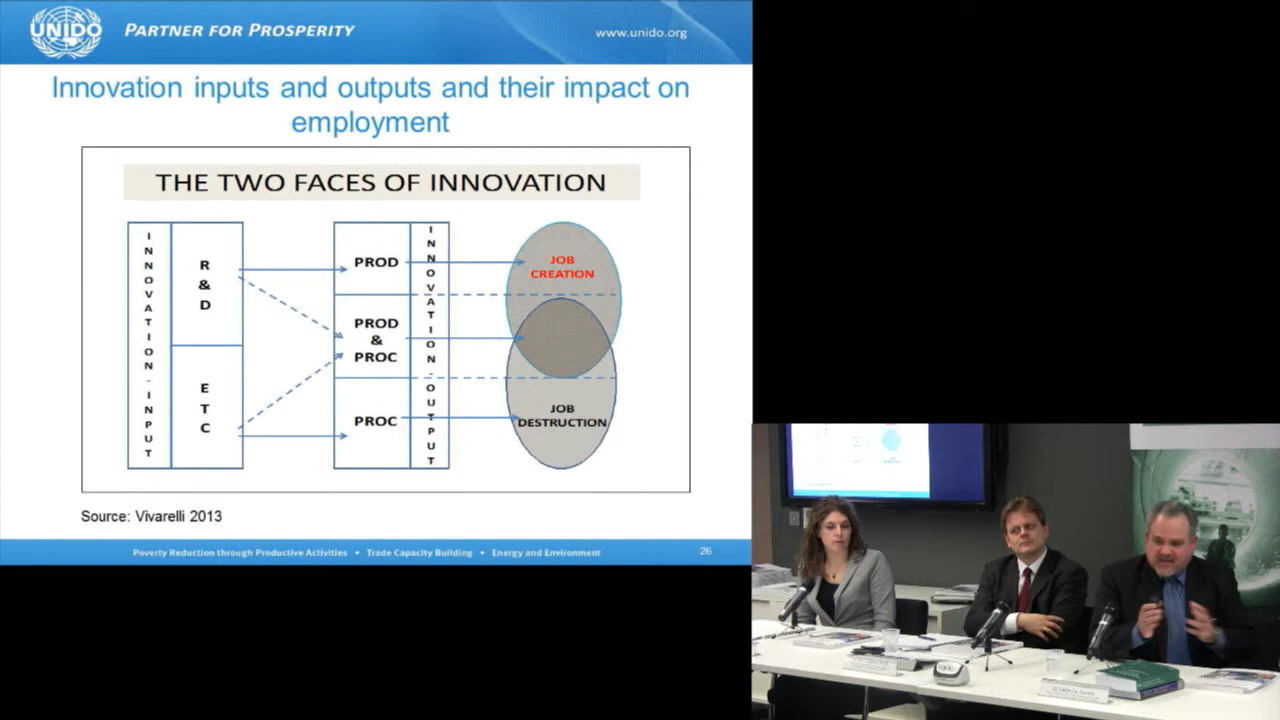 UNIDO
PARTNER FOR PROSPERITY
www.unido.org
Innovation inputs and outputs and their impact on
employment
THE TWO FACES OF INNOVATION
INNOVATION-INPUT
R
&
D
E
T
C
PROD
PROD
&
PROC
PROC
INNOVATION-OUTPUT
JOB
CREATION
JOB
DESTRUCTION
Source: Vivarelli 2013
Poverty Reduction through Productive Activities • Trade Capacity Building • Energy and Environment
26